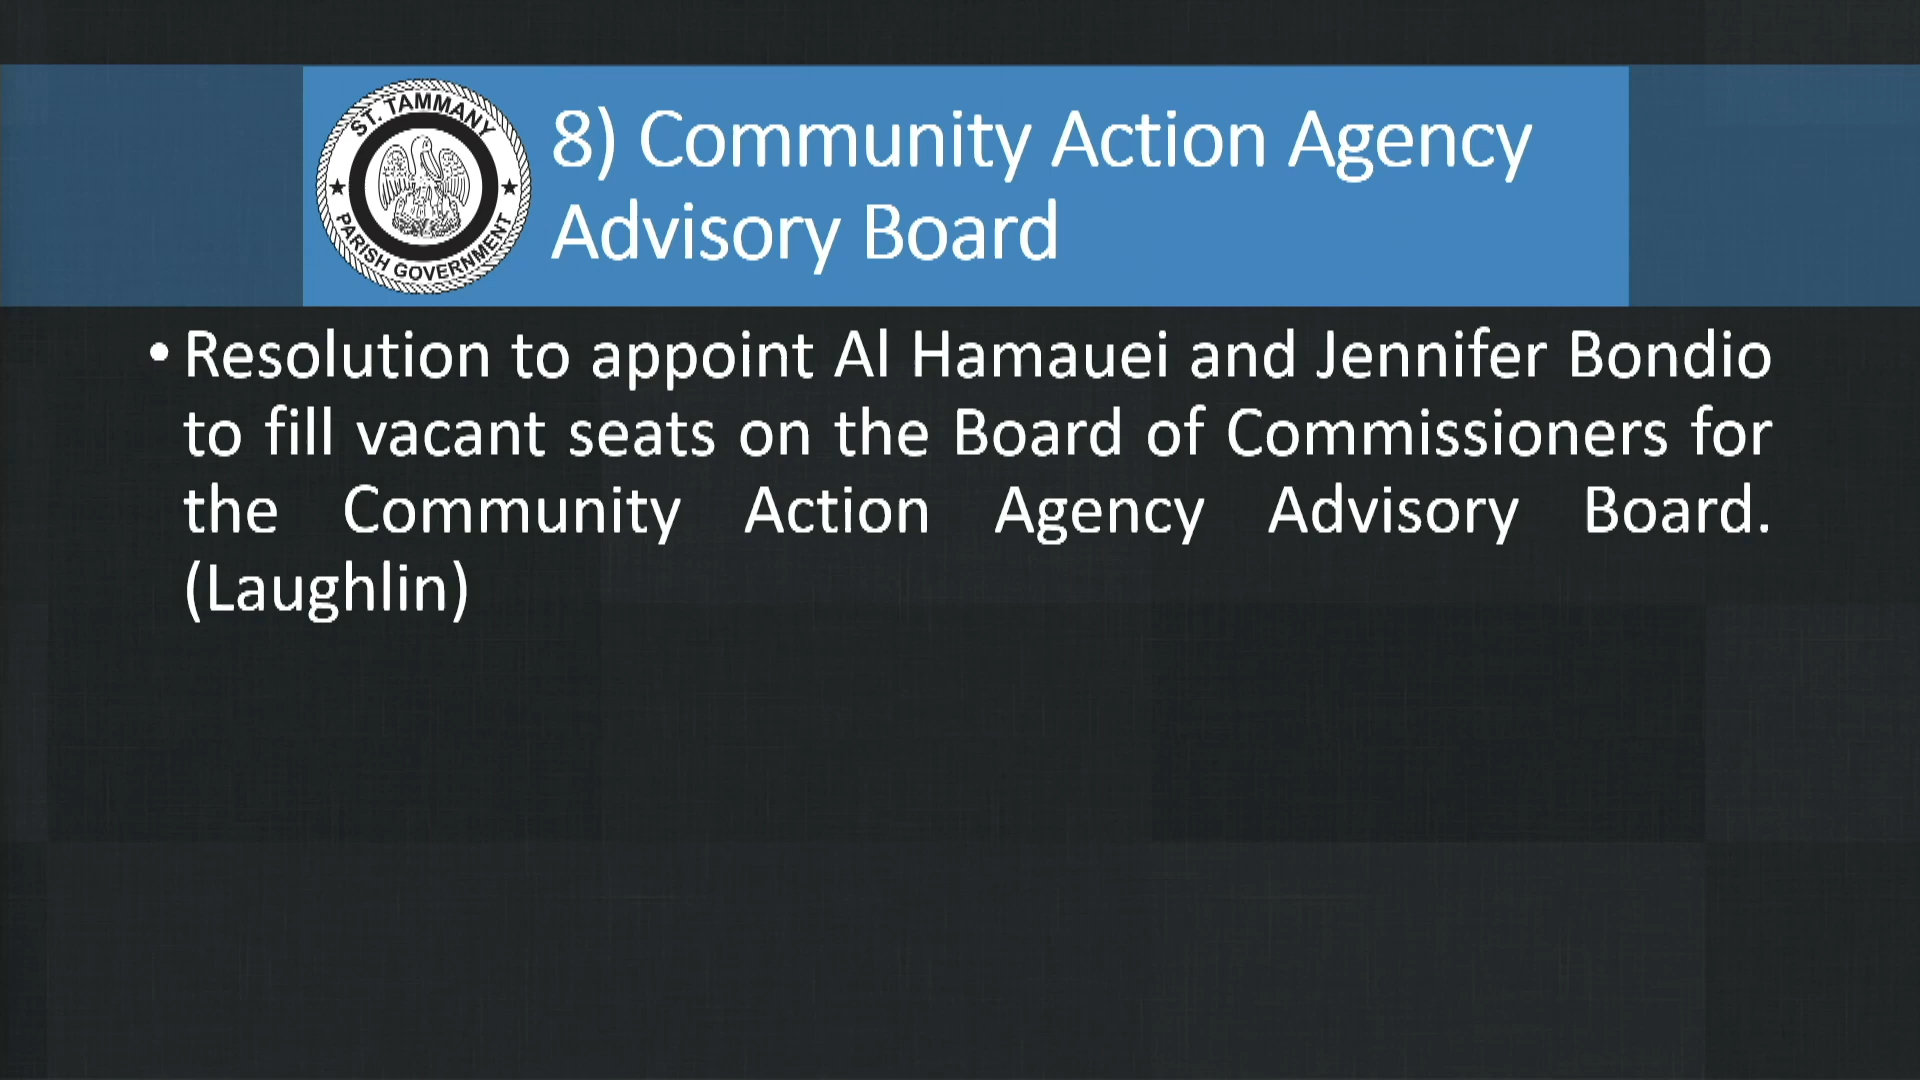 ST. TAMMANY
PARISH GOVERNMENT
8) Community Action Agency
Advisory Board
• Resolution to appoint Al Hamauei and Jennifer Bondio
to fill vacant seats on the Board of Commissioners for
the Community Action Agency Advisory Board.
(Laughlin)